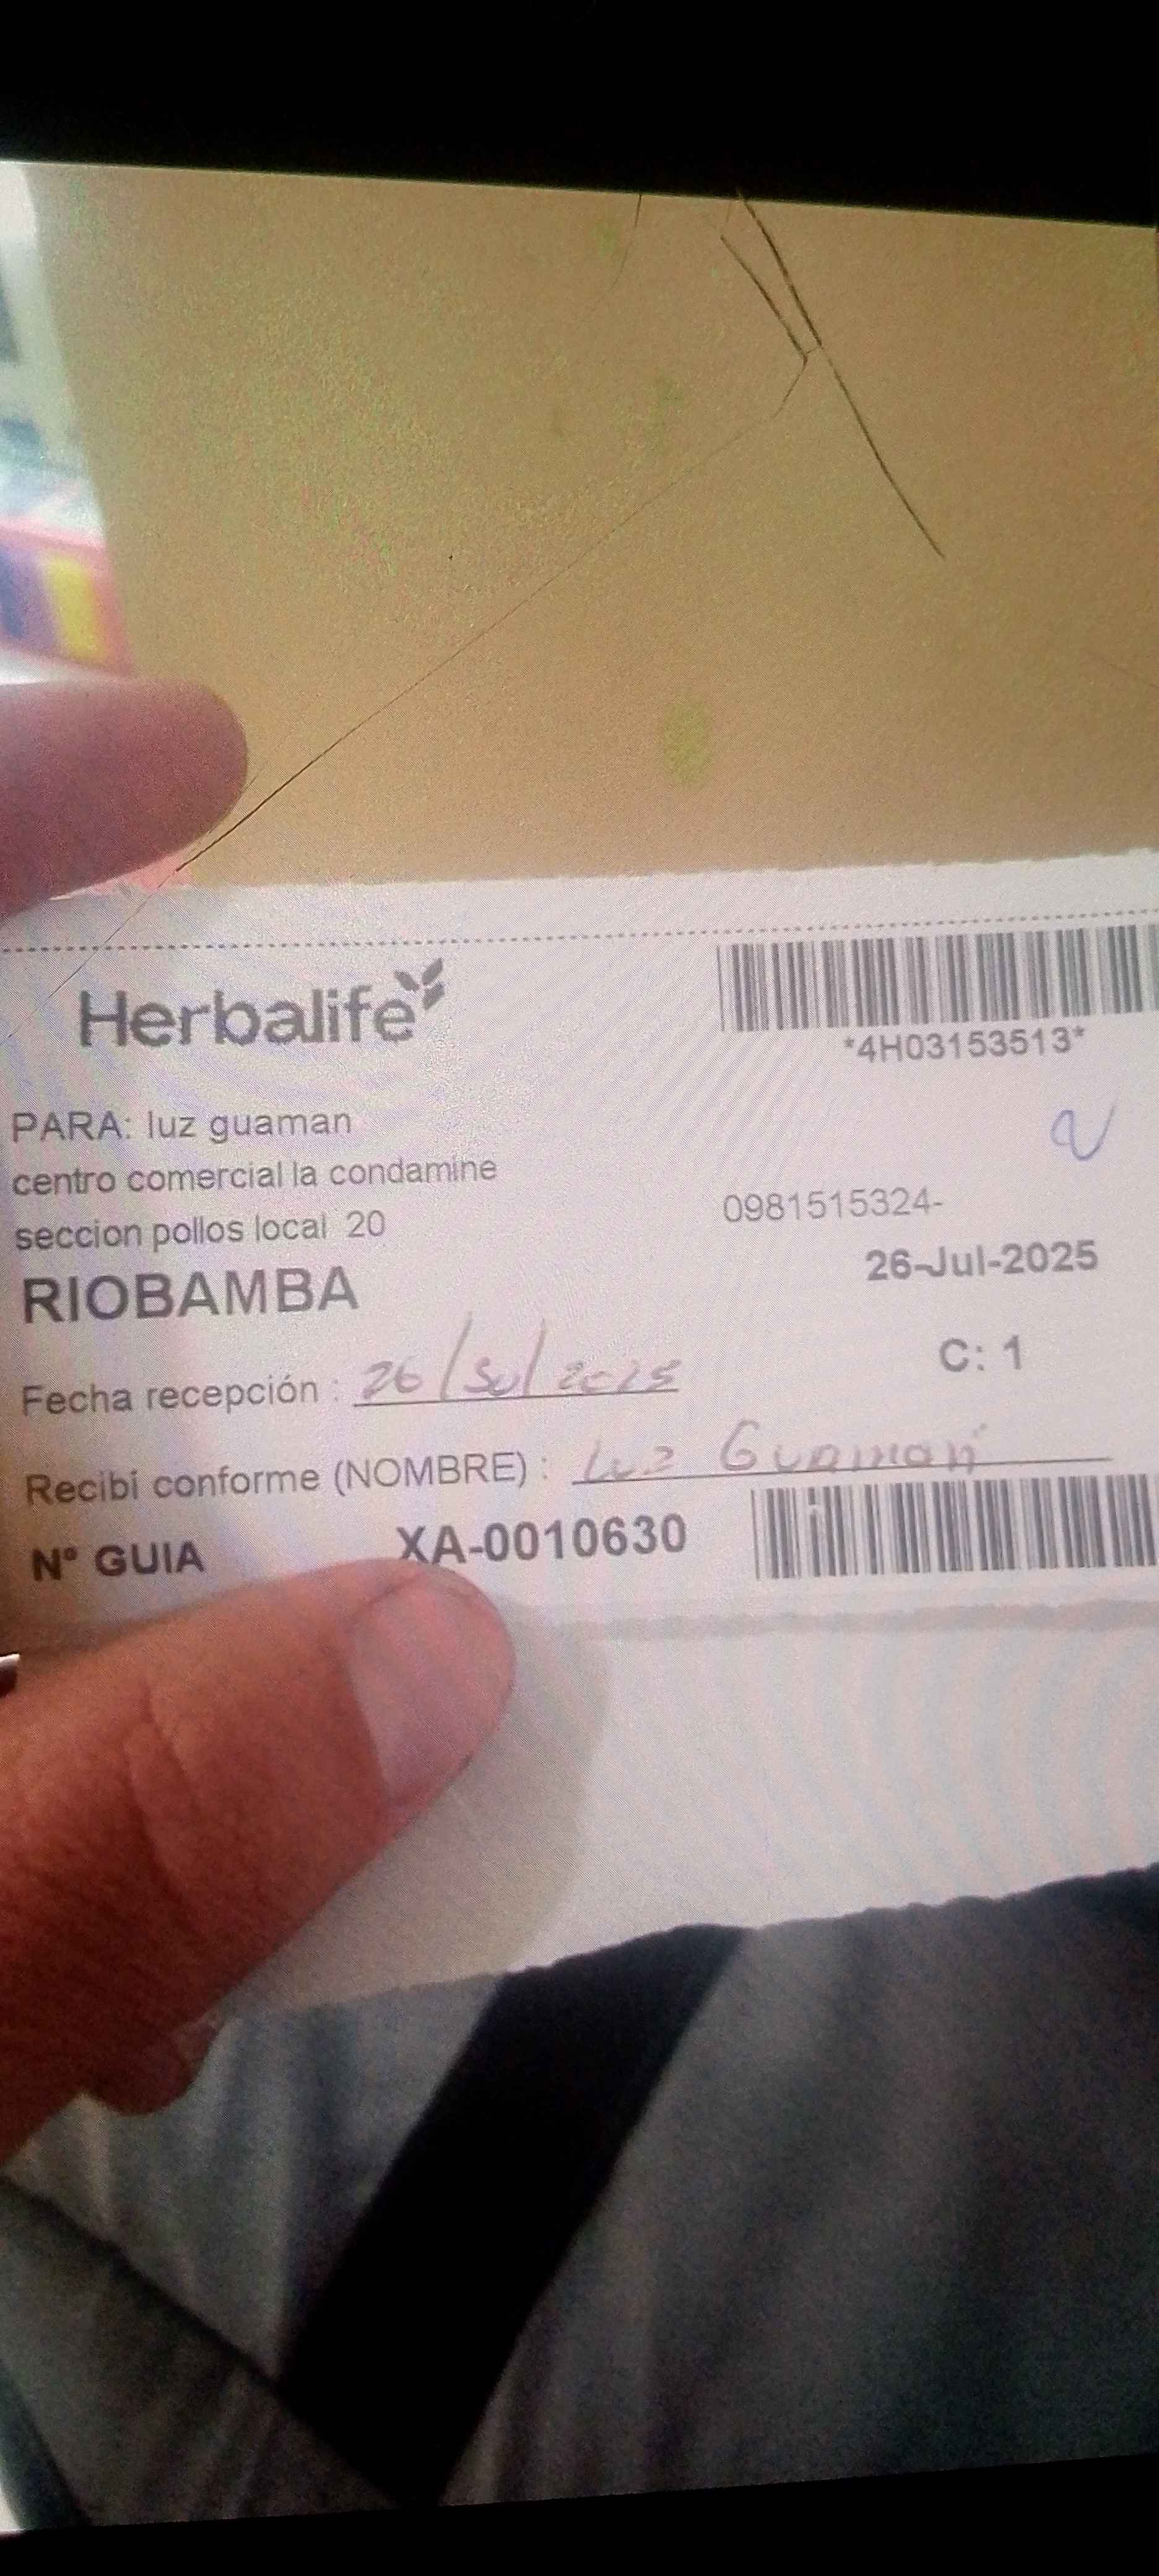 Herbalife
*4H03153513*
PARA: luz guaman
centro comercial la condamine
seccion pollos local 20
0981515324-
RIOBAMBA
26-Jul-2025
C: 1
Fecha recepción : 26/Jul/2025
Recibí conforme (NOMBRE) : Luz Guaman
N° GUIA XA-0010630